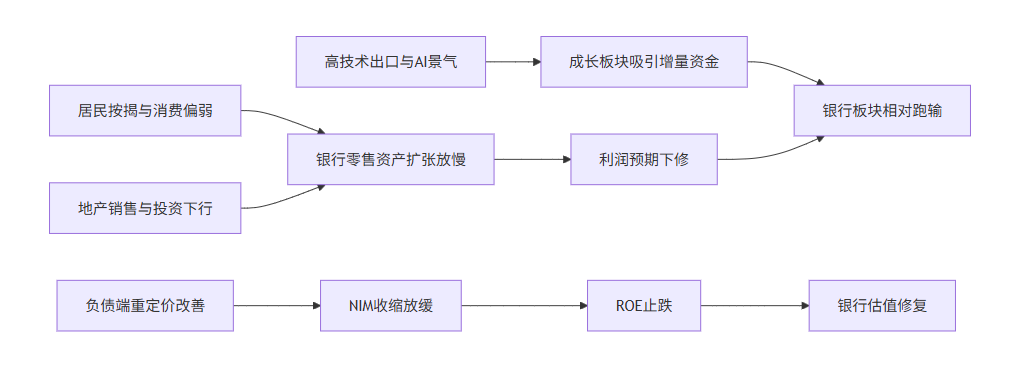 高技术出口与AI景气
成长板块吸引增量资金
居民按揭与消费偏弱
银行板块相对跑输
银行零售资产扩张放慢
利润预期下修
地产销售与投资下行
负债端重定价改善
NIM收缩放缓
ROE止跌
银行估值修复